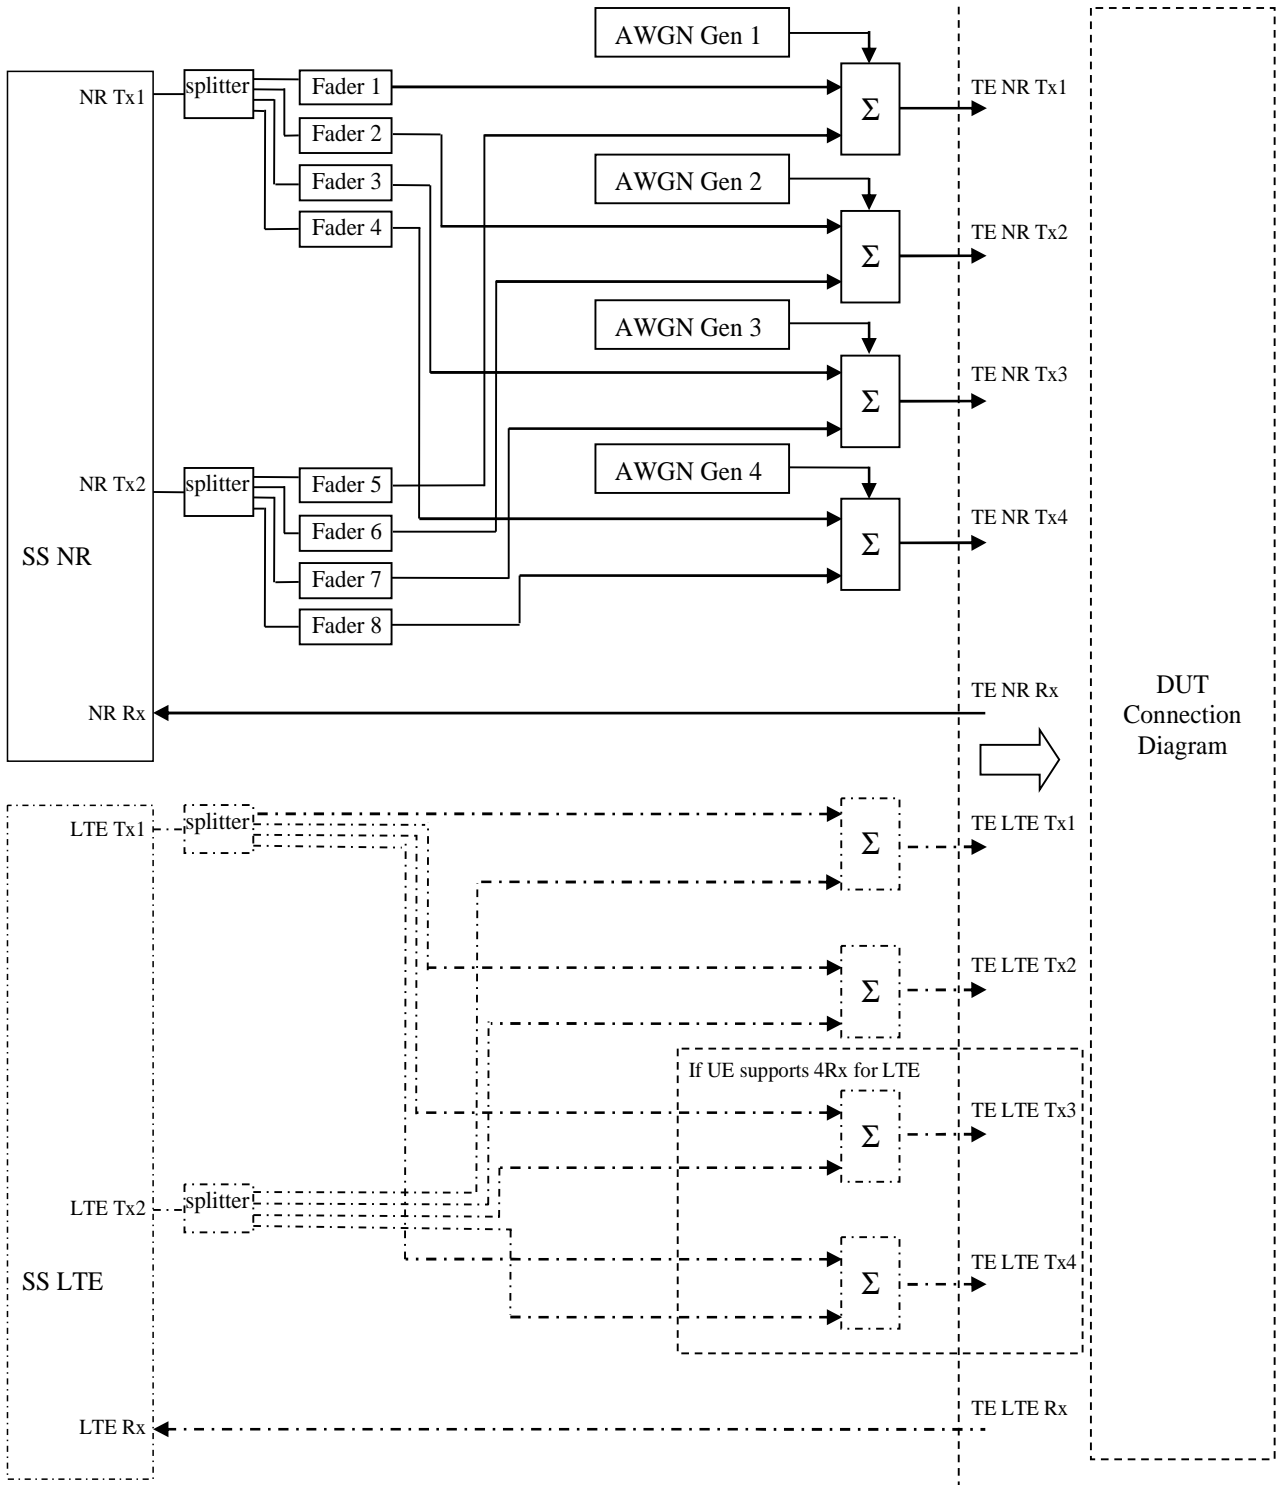 AWGN Gen 1
NR Tx1
splitter
Fader 1
Σ
TE NR Tx1
Fader 2
Fader 3
AWGN Gen 2
Fader 4
Σ
TE NR Tx2
AWGN Gen 3
Σ
TE NR Tx3
AWGN Gen 4
NR Tx2
splitter
Fader 5
Fader 6
Σ
TE NR Tx4
SS NR
Fader 7
Fader 8
NR Rx
TE NR Rx
DUT
Connection
Diagram
LTE Tx1
splitter
Σ
TE LTE Tx1
Σ
TE LTE Tx2
If UE supports 4Rx for LTE
Σ
TE LTE Tx3
LTE Tx2
splitter
SS LTE
Σ
TE LTE Tx4
LTE Rx
TE LTE Rx